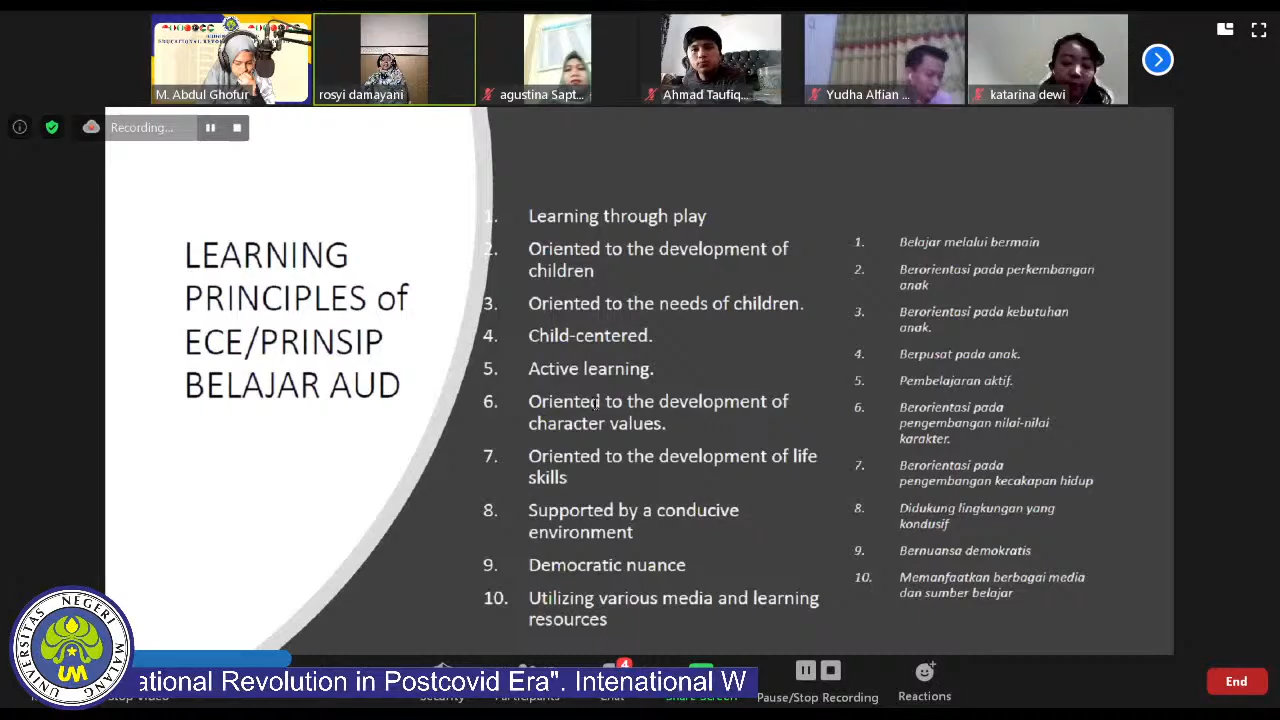 M. Abdul Ghofur
rosyi damayani
agustina Sapt...
Ahmad Taufiq...
Yudha Alfian ...
katarina dewi
Recording...
LEARNING
PRINCIPLES of
ECE/PRINSIP
BELAJAR AUD
1. Learning through play
2. Oriented to the development of
children
3. Oriented to the needs of children.
4. Child-centered.
5. Active learning.
6. Oriented to the development of
character values.
7. Oriented to the development of life
skills
8. Supported by a conducive
environment
9. Democratic nuance
10. Utilizing various media and learning
resources
1. Belajar melalui bermain
2. Berorientasi pada perkembangan
anak
3. Berorientasi pada kebutuhan
anak.
4. Berpusat pada anak.
5. Pembelajaran aktif.
6. Berorientasi pada
pengembangan nilai-nilai
karakter.
7. Berorientasi pada
pengembangan kecakapan hidup
8. Didukung lingkungan yang
kondusif
9. Bernuansa demokratis
10. Memanfaatkan berbagai media
dan sumber belajar
UNIVERSITAS NEGERI MALANG
UM
ational Revolution in Postcovid Era". Intenational W
4
Pause/Stop Recording
Reactions
End